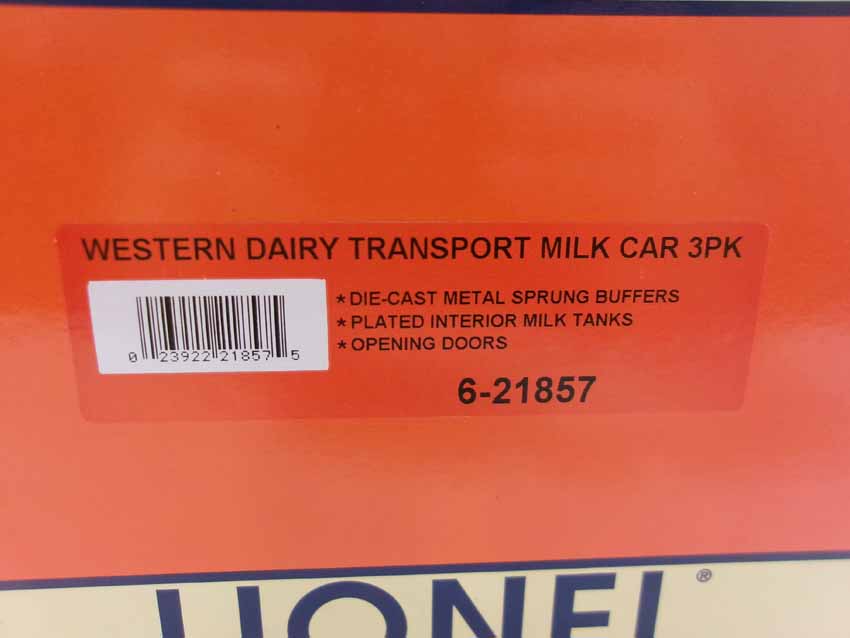 WESTERN DAIRY TRANSPORT MILK CAR 3PK
* DIE-CAST METAL SPRUNG BUFFERS
* PLATED INTERIOR MILK TANKS
* OPENING DOORS
0 23922 21857 5
6-21857
LIONEL ®